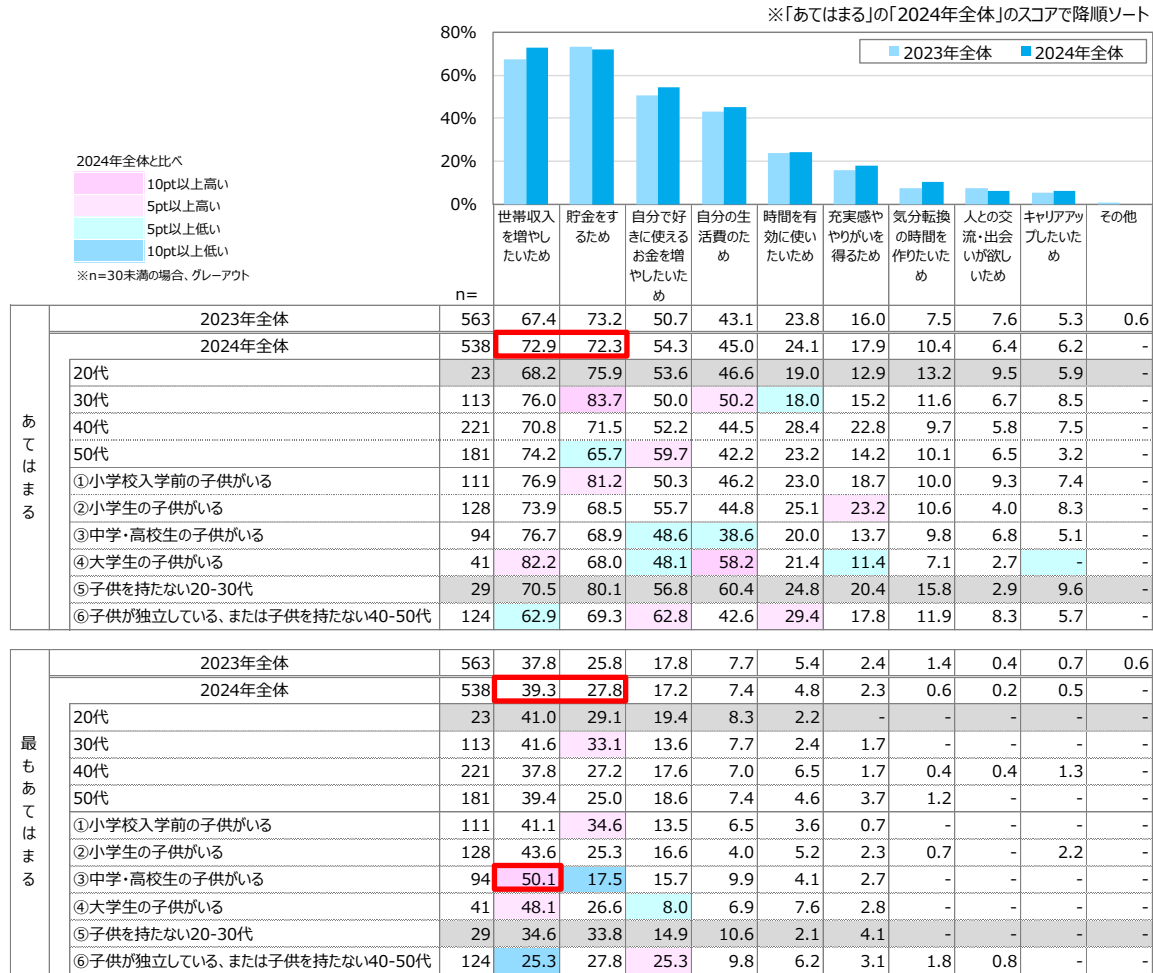 ※「あてはまる」の「2024年全体」のスコアで降順ソート
80%
60%
40%
20%
0%
2023年全体 2024年全体
2024年全体と比べ
10pt以上高い
5pt以上高い
5pt以上低い
10pt以上低い
※n=30未満の場合、グレーアウト
n=
世帯収入
を増やし
たいため
貯金をす
るため
自分で好
きに使える
お金を増
やしたいた
め
自分の生
活費のた
め
時間を有
効に使い
たいため
充実感や
やりがいを
得るため
気分転換
の時間を
作りたいた
め
人との交
流・出会
いが欲し
いため
キャリアアッ
プしたいた
め
その他
あてはまる
2023年全体 563 67.4 73.2 50.7 43.1 23.8 16.0 7.5 7.6 5.3 0.6
2024年全体 538 72.9 72.3 54.3 45.0 24.1 17.9 10.4 6.4 6.2 -
20代 23 68.2 75.9 53.6 46.6 19.0 12.9 13.2 9.5 5.9 -
30代 113 76.0 83.7 50.0 50.2 18.0 15.2 11.6 6.7 8.5 -
40代 221 70.8 71.5 52.2 44.5 28.4 22.8 9.7 5.8 7.5 -
50代 181 74.2 65.7 59.7 42.2 23.2 14.2 10.1 6.5 3.2 -
①小学校入学前の子供がいる 111 76.9 81.2 50.3 46.2 23.0 18.7 10.0 9.3 7.4 -
②小学生の子供がいる 128 73.9 68.5 55.7 44.8 25.1 23.2 10.6 4.0 8.3 -
③中学・高校生の子供がいる 94 76.7 68.9 48.6 38.6 20.0 13.7 9.8 6.8 5.1 -
④大学生の子供がいる 41 82.2 68.0 48.1 58.2 21.4 11.4 7.1 2.7 - -
⑤子供を持たない20-30代 29 70.5 80.1 56.8 60.4 24.8 20.4 15.8 2.9 9.6 -
⑥子供が独立している、または子供を持たない40-50代 124 62.9 69.3 62.8 42.6 29.4 17.8 11.9 8.3 5.7 -
最もあてはまる
2023年全体 563 37.8 25.8 17.8 7.7 5.4 2.4 1.4 0.4 0.7 0.6
2024年全体 538 39.3 27.8 17.2 7.4 4.8 2.3 0.6 0.2 0.5 -
20代 23 41.0 29.1 19.4 8.3 2.2 - - - - -
30代 113 41.6 33.1 13.6 7.7 2.4 1.7 - - - -
40代 221 37.8 27.2 17.6 7.0 6.5 1.7 0.4 0.4 1.3 -
50代 181 39.4 25.0 18.6 7.4 4.6 3.7 1.2 - - -
①小学校入学前の子供がいる 111 41.1 34.6 13.5 6.5 3.6 0.7 - - - -
②小学生の子供がいる 128 43.6 25.3 16.6 4.0 5.2 2.3 0.7 - 2.2 -
③中学・高校生の子供がいる 94 50.1 17.5 15.7 9.9 4.1 2.7 - - - -
④大学生の子供がいる 41 48.1 26.6 8.0 6.9 7.6 2.8 - - - -
⑤子供を持たない20-30代 29 34.6 33.8 14.9 10.6 2.1 4.1 - - - -
⑥子供が独立している、または子供を持たない40-50代 124 25.3 27.8 25.3 9.8 6.2 3.1 1.8 0.8 - -